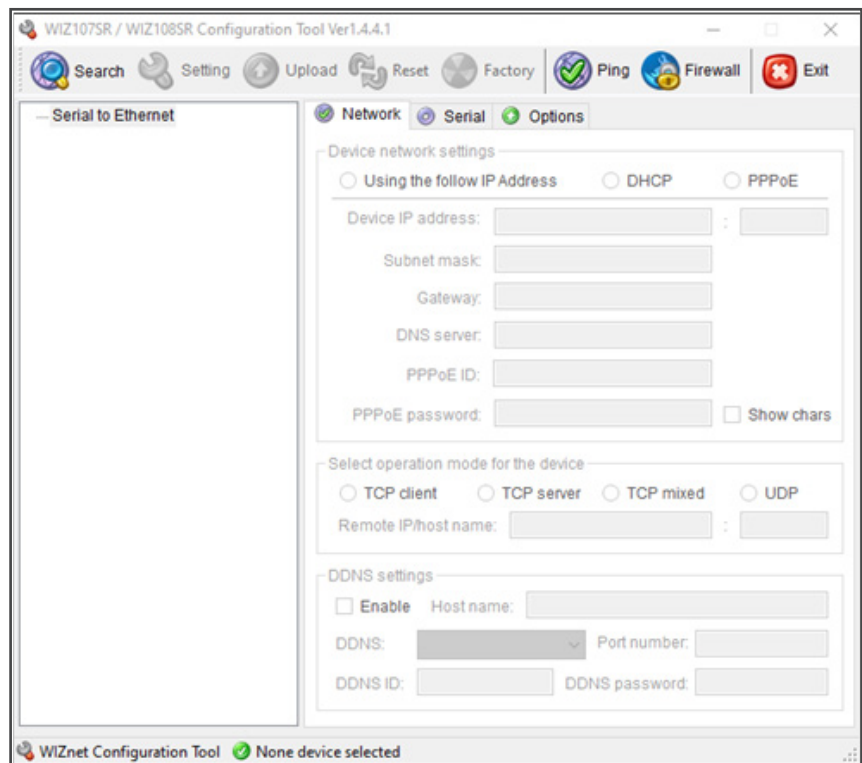 WIZ107SR / WIZ108SR Configuration Tool Ver1.4.4.1
Search Setting Upload Reset Factory Ping Firewall Exit
Serial to Ethernet
Network Serial Options
Device network settings
Using the follow IP Address DHCP PPPoE
Device IP address: :
Subnet mask:
Gateway:
DNS server:
PPPoE ID:
PPPoE password: Show chars
Select operation mode for the device
TCP client TCP server TCP mixed UDP
Remote IP/host name: :
DDNS settings
Enable Host name:
DDNS: Port number:
DDNS ID: DDNS password:
WIZnet Configuration Tool None device selected